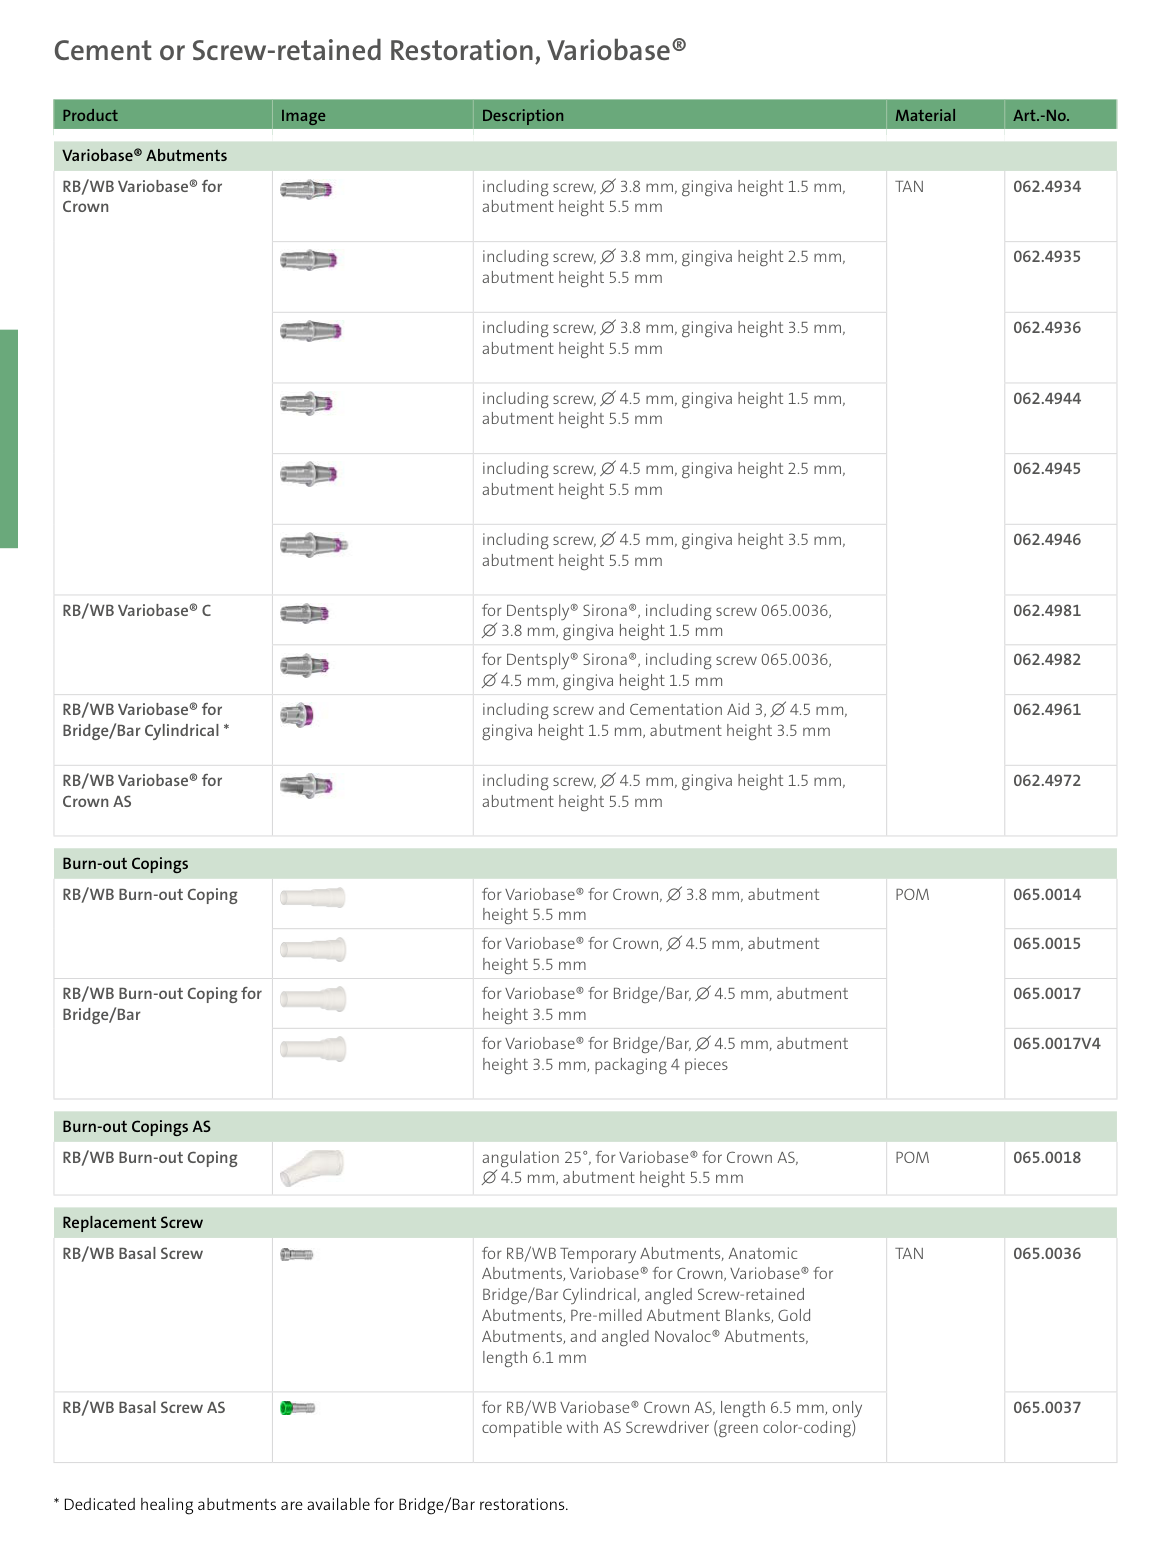 Cement or Screw-retained Restoration, Variobase®
Product Image Description Material Art.-No.
Variobase® Abutments
RB/WB Variobase® for
Crown
including screw, Ø 3.8 mm, gingiva height 1.5 mm,
abutment height 5.5 mm
TAN
062.4934
including screw, Ø 3.8 mm, gingiva height 2.5 mm,
abutment height 5.5 mm
062.4935
including screw, Ø 3.8 mm, gingiva height 3.5 mm,
abutment height 5.5 mm
062.4936
including screw, Ø 4.5 mm, gingiva height 1.5 mm,
abutment height 5.5 mm
062.4944
including screw, Ø 4.5 mm, gingiva height 2.5 mm,
abutment height 5.5 mm
062.4945
including screw, Ø 4.5 mm, gingiva height 3.5 mm,
abutment height 5.5 mm
062.4946
RB/WB Variobase® C
for Dentsply® Sirona®, including screw 065.0036,
Ø 3.8 mm, gingiva height 1.5 mm
062.4981
for Dentsply® Sirona®, including screw 065.0036,
Ø 4.5 mm, gingiva height 1.5 mm
062.4982
RB/WB Variobase® for
Bridge/Bar Cylindrical *
including screw and Cementation Aid 3, Ø 4.5 mm,
gingiva height 1.5 mm, abutment height 3.5 mm
062.4961
RB/WB Variobase® for
Crown AS
including screw, Ø 4.5 mm, gingiva height 1.5 mm,
abutment height 5.5 mm
062.4972
Burn-out Copings
RB/WB Burn-out Coping
for Variobase® for Crown, Ø 3.8 mm, abutment
height 5.5 mm
POM
065.0014
for Variobase® for Crown, Ø 4.5 mm, abutment
height 5.5 mm
065.0015
RB/WB Burn-out Coping for
Bridge/Bar
for Variobase® for Bridge/Bar, Ø 4.5 mm, abutment
height 3.5 mm
065.0017
for Variobase® for Bridge/Bar, Ø 4.5 mm, abutment
height 3.5 mm, packaging 4 pieces
065.0017V4
Burn-out Copings AS
RB/WB Burn-out Coping
angulation 25°, for Variobase® for Crown AS,
Ø 4.5 mm, abutment height 5.5 mm
POM
065.0018
Replacement Screw
RB/WB Basal Screw
for RB/WB Temporary Abutments, Anatomic
Abutments, Variobase® for Crown, Variobase® for
Bridge/Bar Cylindrical, angled Screw-retained
Abutments, Pre-milled Abutment Blanks, Gold
Abutments, and angled Novaloc® Abutments,
length 6.1 mm
TAN
065.0036
RB/WB Basal Screw AS
for RB/WB Variobase® Crown AS, length 6.5 mm, only
compatible with AS Screwdriver (green color-coding)
065.0037
* Dedicated healing abutments are available for Bridge/Bar restorations.